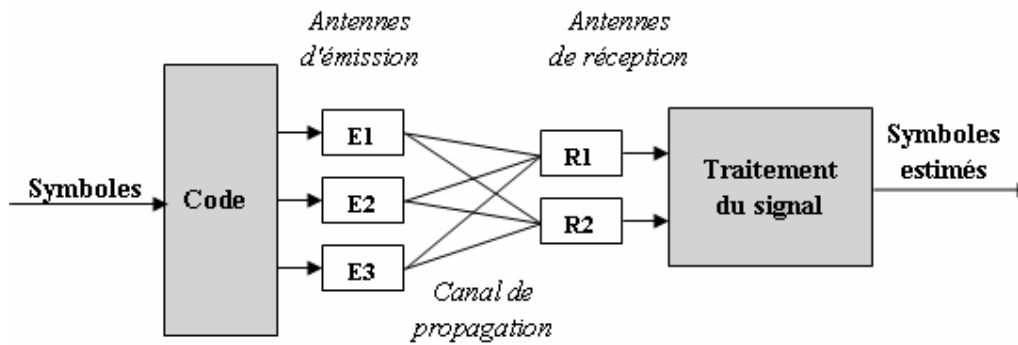 Antennes
d'émission
Antennes
de réception
Symboles
Code
E1
E2
E3
R1
R2
Canal de
propagation
Traitement
du signal
Symboles
estimés